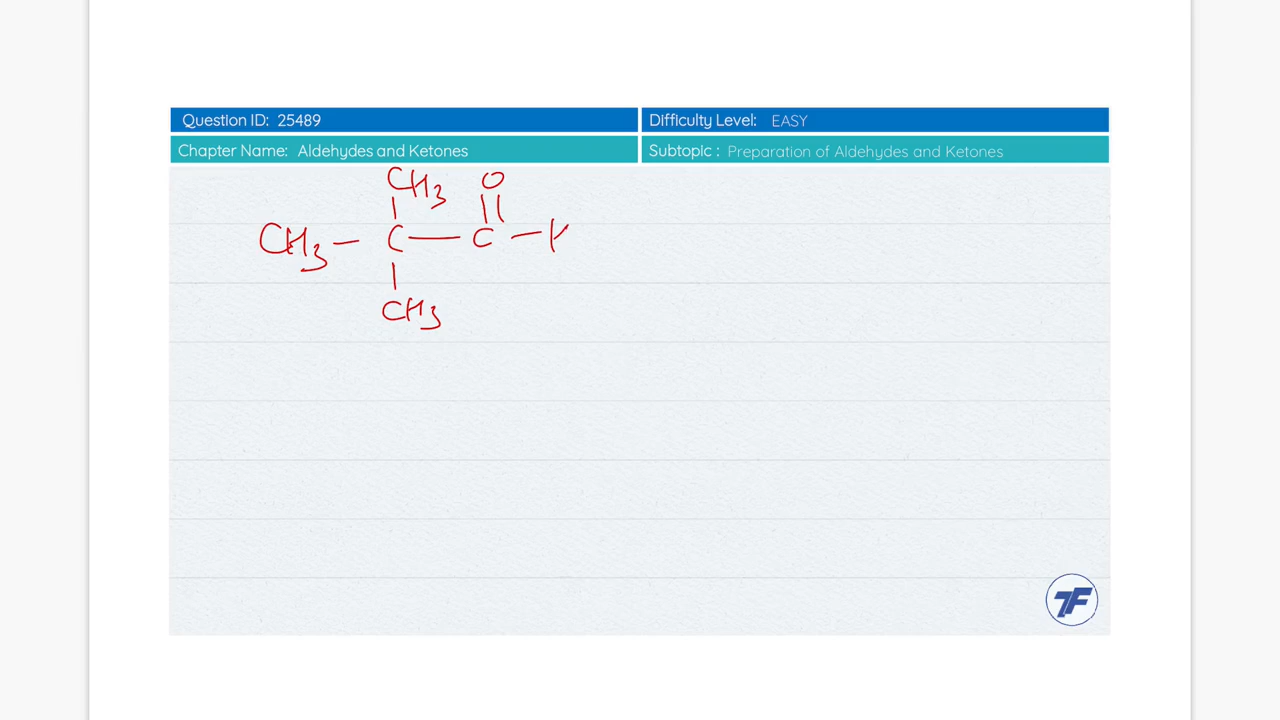 Question ID: 25489
Difficulty Level: EASY
Chapter Name: Aldehydes and Ketones
Subtopic : Preparation of Aldehydes and Ketones
CH3 O
CH3 - C - C -
CH3
7F